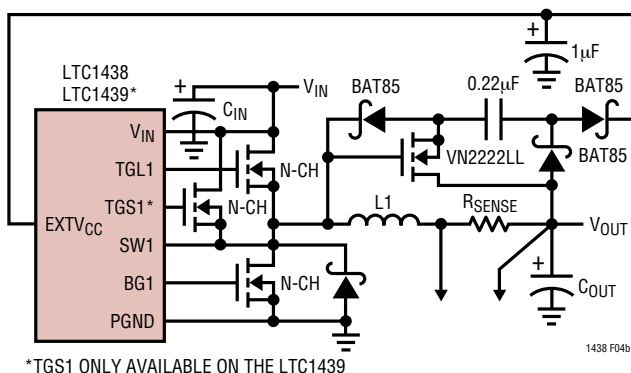 +
1µF
LTC1438
LTC1439*
+
C_IN
V_IN
BAT85
0.22µF
BAT85
V_IN
TGL1
N-CH
VN2222LL
BAT85
TGS1*
N-CH
EXTV_CC
L1
R_SENSE
V_OUT
SW1
BG1
N-CH
+
C_OUT
PGND
1438 F04b
*TGS1 ONLY AVAILABLE ON THE LTC1439